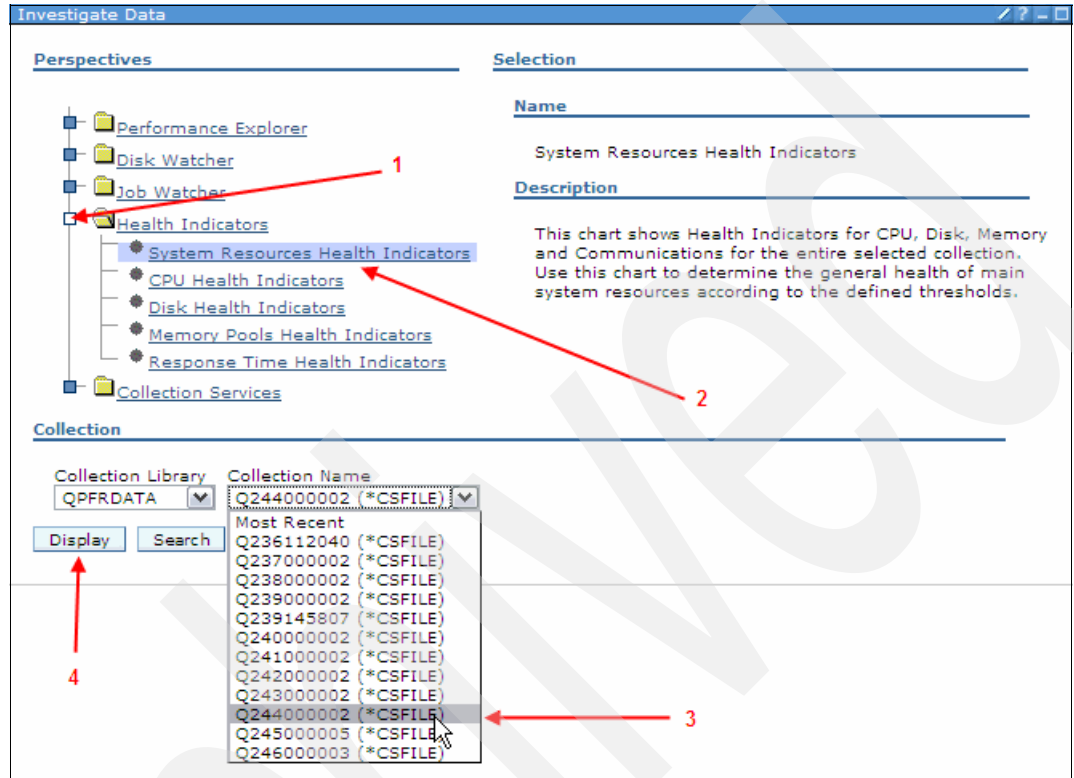 Investigate Data
Perspectives
Performance Explorer
Disk Watcher
Job Watcher
Health Indicators
System Resources Health Indicators
CPU Health Indicators
Disk Health Indicators
Memory Pools Health Indicators
Response Time Health Indicators
Collection Services
1
2
Selection
Name
System Resources Health Indicators
Description
This chart shows Health Indicators for CPU, Disk, Memory
and Communications for the entire selected collection.
Use this chart to determine the general health of main
system resources according to the defined thresholds.
Collection
Collection Library Collection Name
QPFRDATA Q244000002 (*CSFILE)
Display Search
Most Recent
Q236112040 (*CSFILE)
Q237000002 (*CSFILE)
Q238000002 (*CSFILE)
Q239000002 (*CSFILE)
Q239145807 (*CSFILE)
Q240000002 (*CSFILE)
Q241000002 (*CSFILE)
Q242000002 (*CSFILE)
Q243000002 (*CSFILE)
Q244000002 (*CSFILE)
Q245000005 (*CSFILE)
Q246000003 (*CSFILE)
4
3